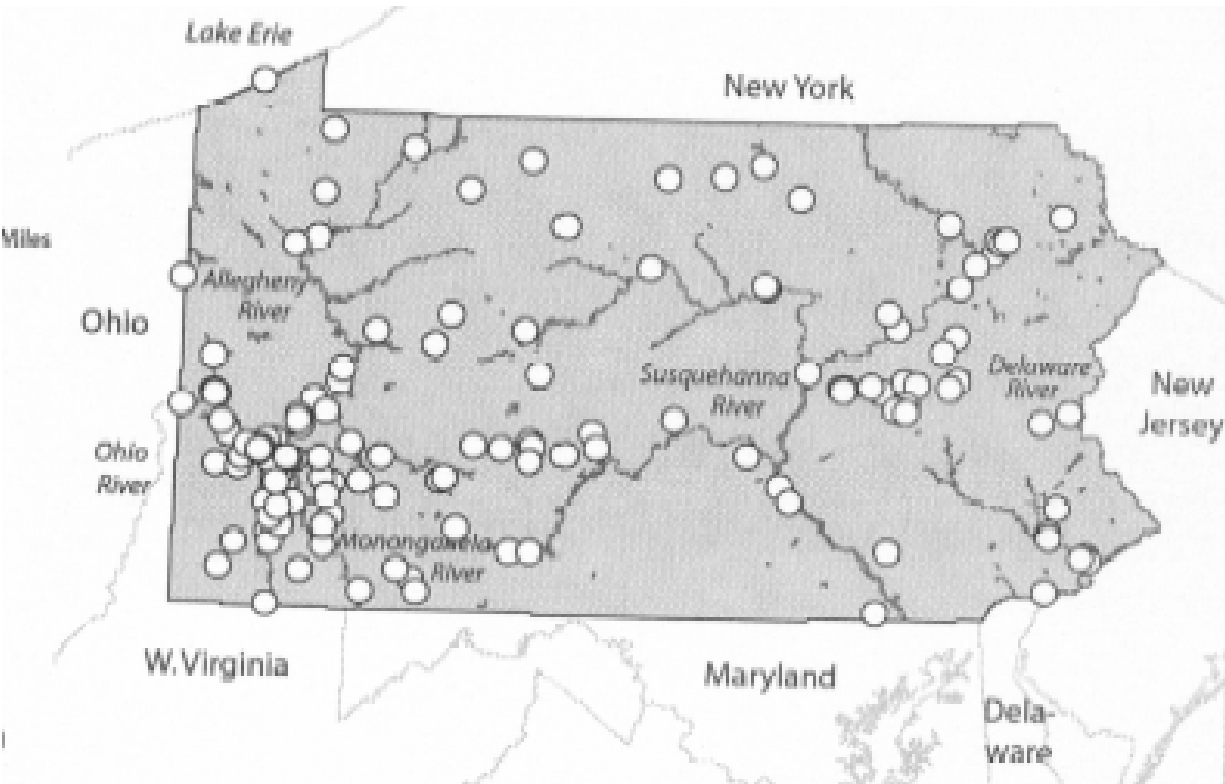 Lake Erie
New York
Miles
Allegheny
River
Ohio
Susquehanna
River
Delaware
River
New
Jersey
Ohio
River
Monongahela
River
W. Virginia
Maryland
Dela-
ware